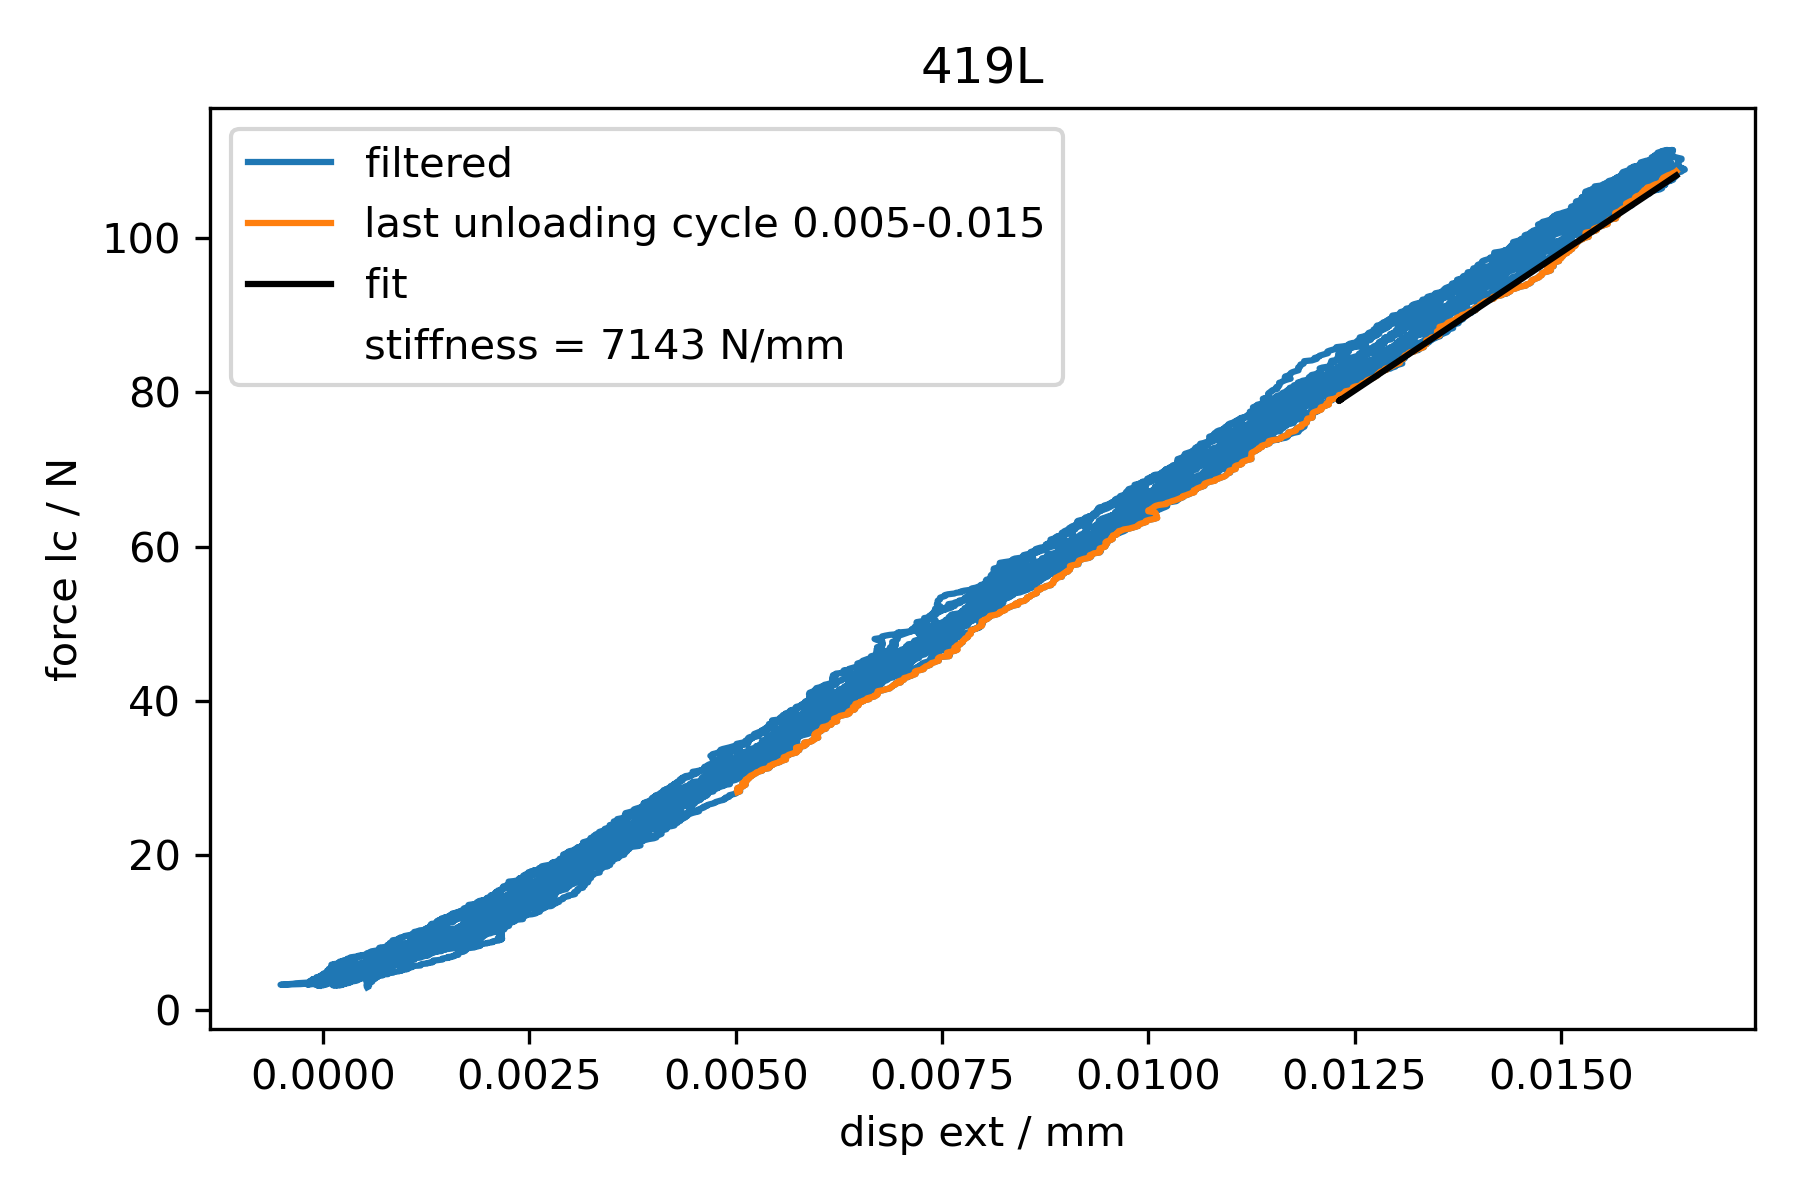 419L
filtered
last unloading cycle 0.005-0.015
fit
stiffness = 7143 N/mm
force lc / N
100
80
60
40
20
0
0.0000 0.0025 0.0050 0.0075 0.0100 0.0125 0.0150
disp ext / mm